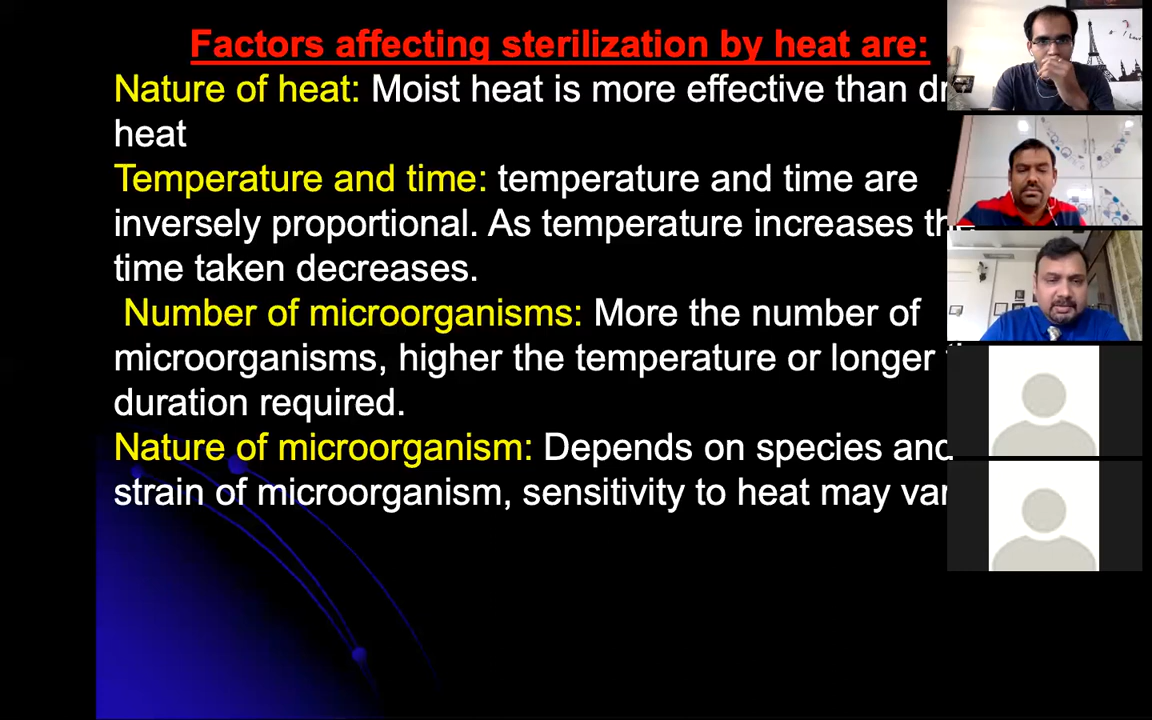 Factors affecting sterilization by heat are:
Nature of heat: Moist heat is more effective than
heat
Temperature and time: temperature and time are
inversely proportional. As temperature increases the
time taken decreases.
Number of microorganisms: More the number of
microorganisms, higher the temperature or longer
duration required.
Nature of microorganism: Depends on species and
strain of microorganism, sensitivity to heat may